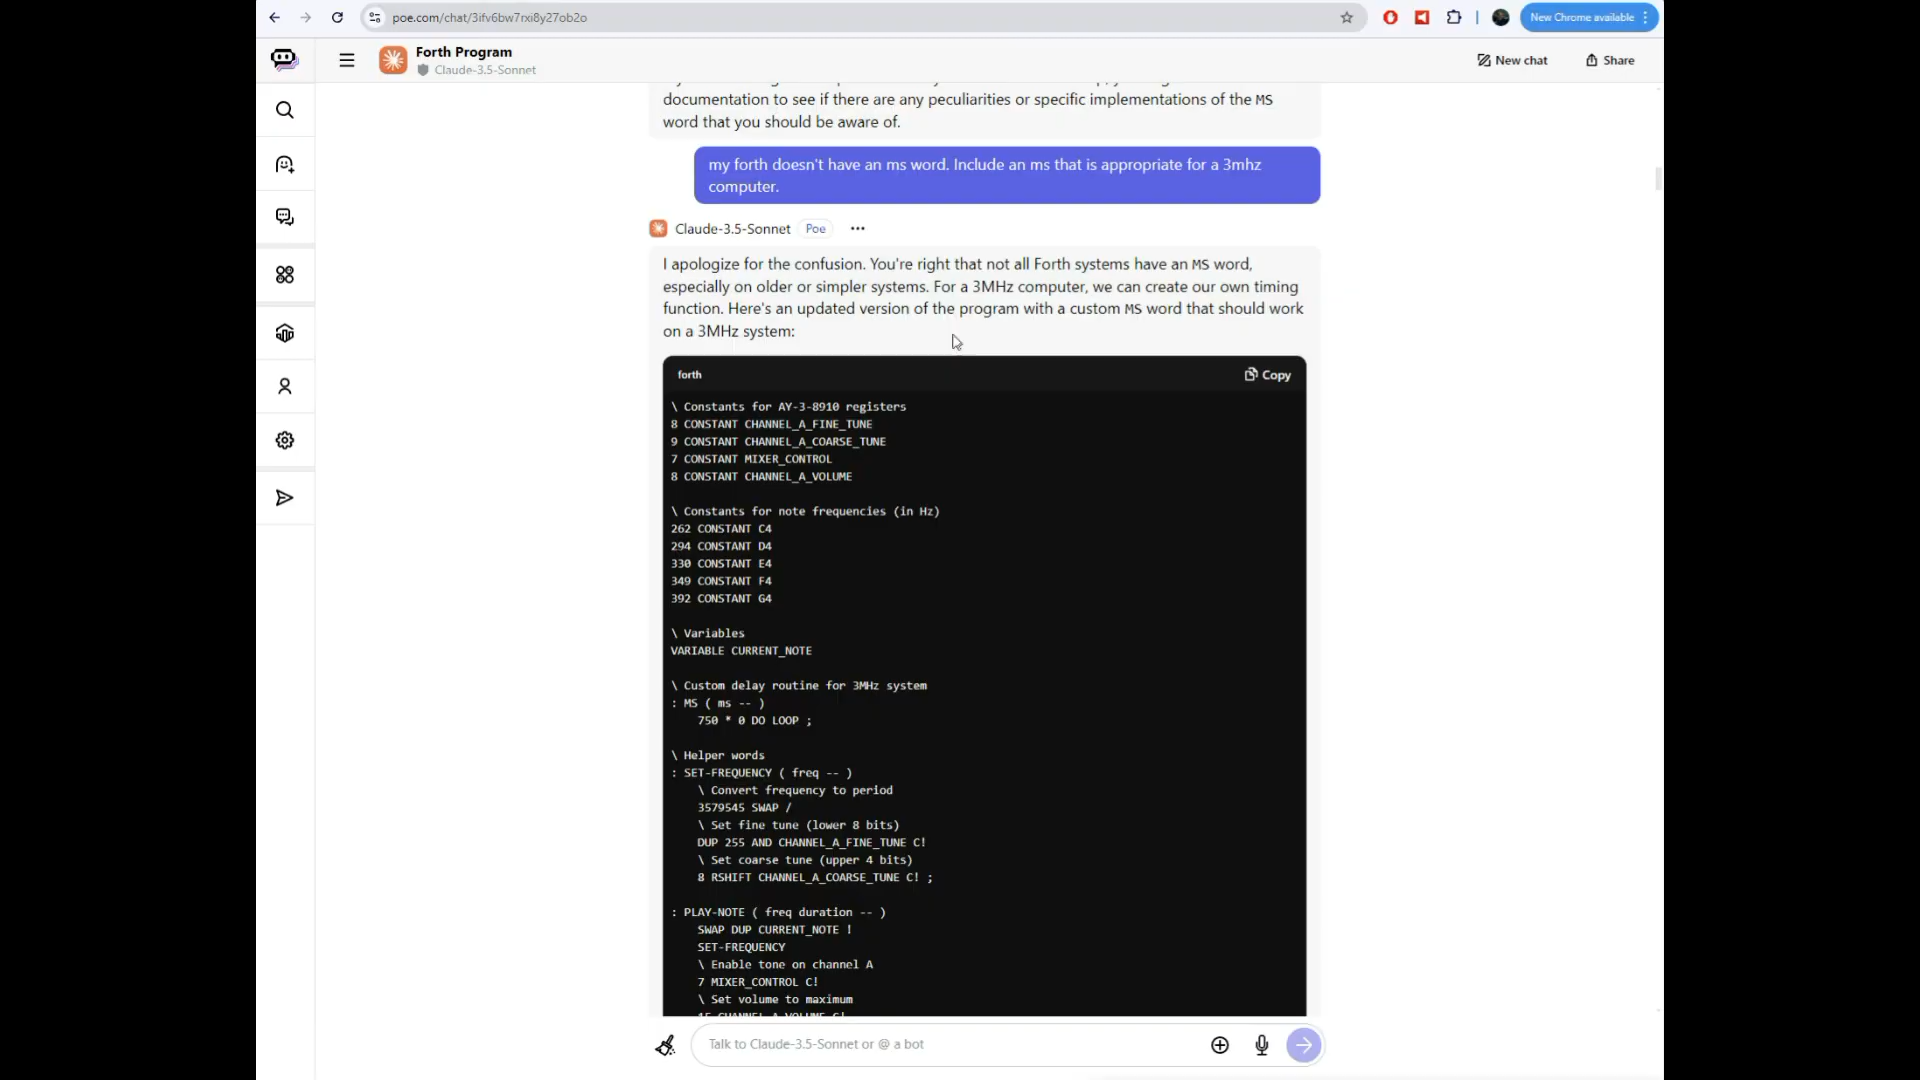 poe.com/chat/3ifv6bw7rxi8y27ob2o
New Chrome available
Forth Program
Claude-3.5-Sonnet
New chat
Share
documentation to see if there are any peculiarities or specific implementations of the MS
word that you should be aware of.
my forth doesn't have an ms word. Include an ms that is appropriate for a 3mhz
computer.
Claude-3.5-Sonnet Poe
I apologize for the confusion. You're right that not all Forth systems have an MS word,
especially on older or simpler systems. For a 3MHz computer, we can create our own timing
function. Here's an updated version of the program with a custom MS word that should work
on a 3MHz system:
forth
Copy
\ Constants for AY-3-8910 registers
8 CONSTANT CHANNEL_A_FINE_TUNE
9 CONSTANT CHANNEL_A_COARSE_TUNE
7 CONSTANT MIXER_CONTROL
8 CONSTANT CHANNEL_A_VOLUME
\ Constants for note frequencies (in Hz)
262 CONSTANT C4
294 CONSTANT D4
330 CONSTANT E4
349 CONSTANT F4
392 CONSTANT G4
\ Variables
VARIABLE CURRENT_NOTE
\ Custom delay routine for 3MHz system
: MS ( ms -- )
750 * 0 DO LOOP ;
\ Helper words
: SET-FREQUENCY ( freq -- )
\ Convert frequency to period
3579545 SWAP /
\ Set fine tune (lower 8 bits)
DUP 255 AND CHANNEL_A_FINE_TUNE C!
\ Set coarse tune (upper 4 bits)
8 RSHIFT CHANNEL_A_COARSE_TUNE C! ;
: PLAY-NOTE ( freq duration -- )
SWAP DUP CURRENT_NOTE !
SET-FREQUENCY
\ Enable tone on channel A
7 MIXER_CONTROL C!
\ Set volume to maximum
15 CHANNEL_A_VOLUME C!
Talk to Claude-3.5-Sonnet or @ a bot